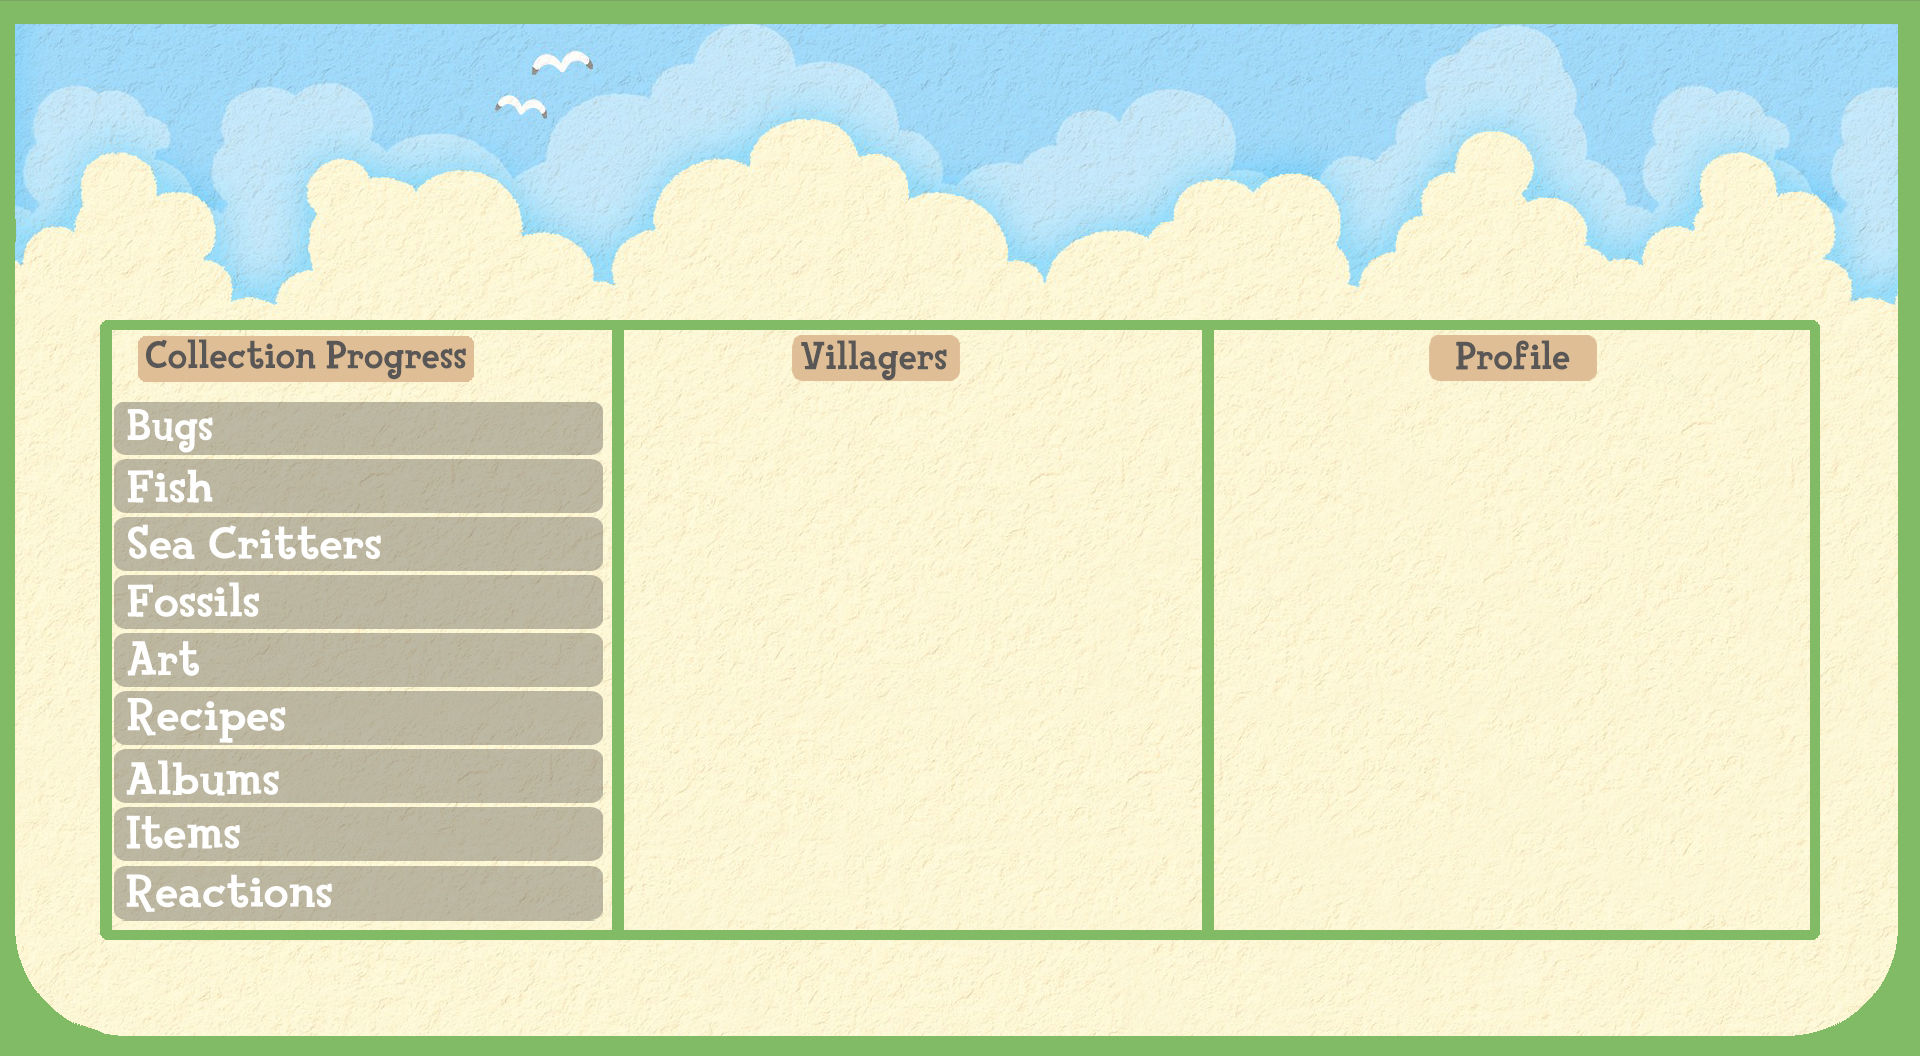 Collection Progress
Villagers
Profile
Bugs
Fish
Sea Critters
Fossils
Art
Recipes
Albums
Items
Reactions